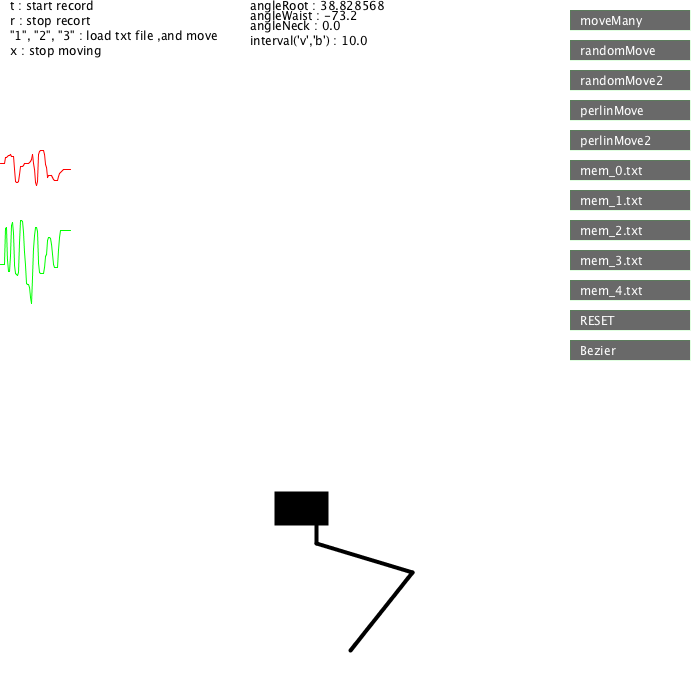 t : start record
r : stop recort
"1", "2", "3" : load txt file ,and move
x : stop moving
angleRoot : 38.828568
angleWaist : -73.2
angleNeck : 0.0
interval('v','b') : 10.0
moveMany
randomMove
randomMove2
perlinMove
perlinMove2
mem_0.txt
mem_1.txt
mem_2.txt
mem_3.txt
mem_4.txt
RESET
Bezier